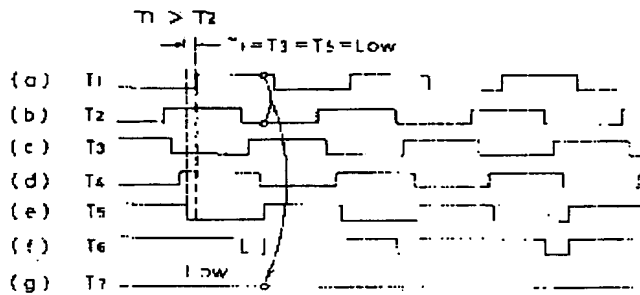 T1 > T2
= T3 = T5 = Low
(a) T1
(b) T2
(c) T3
(d) T4
(e) T5
(f) T6
Low
(g) T7